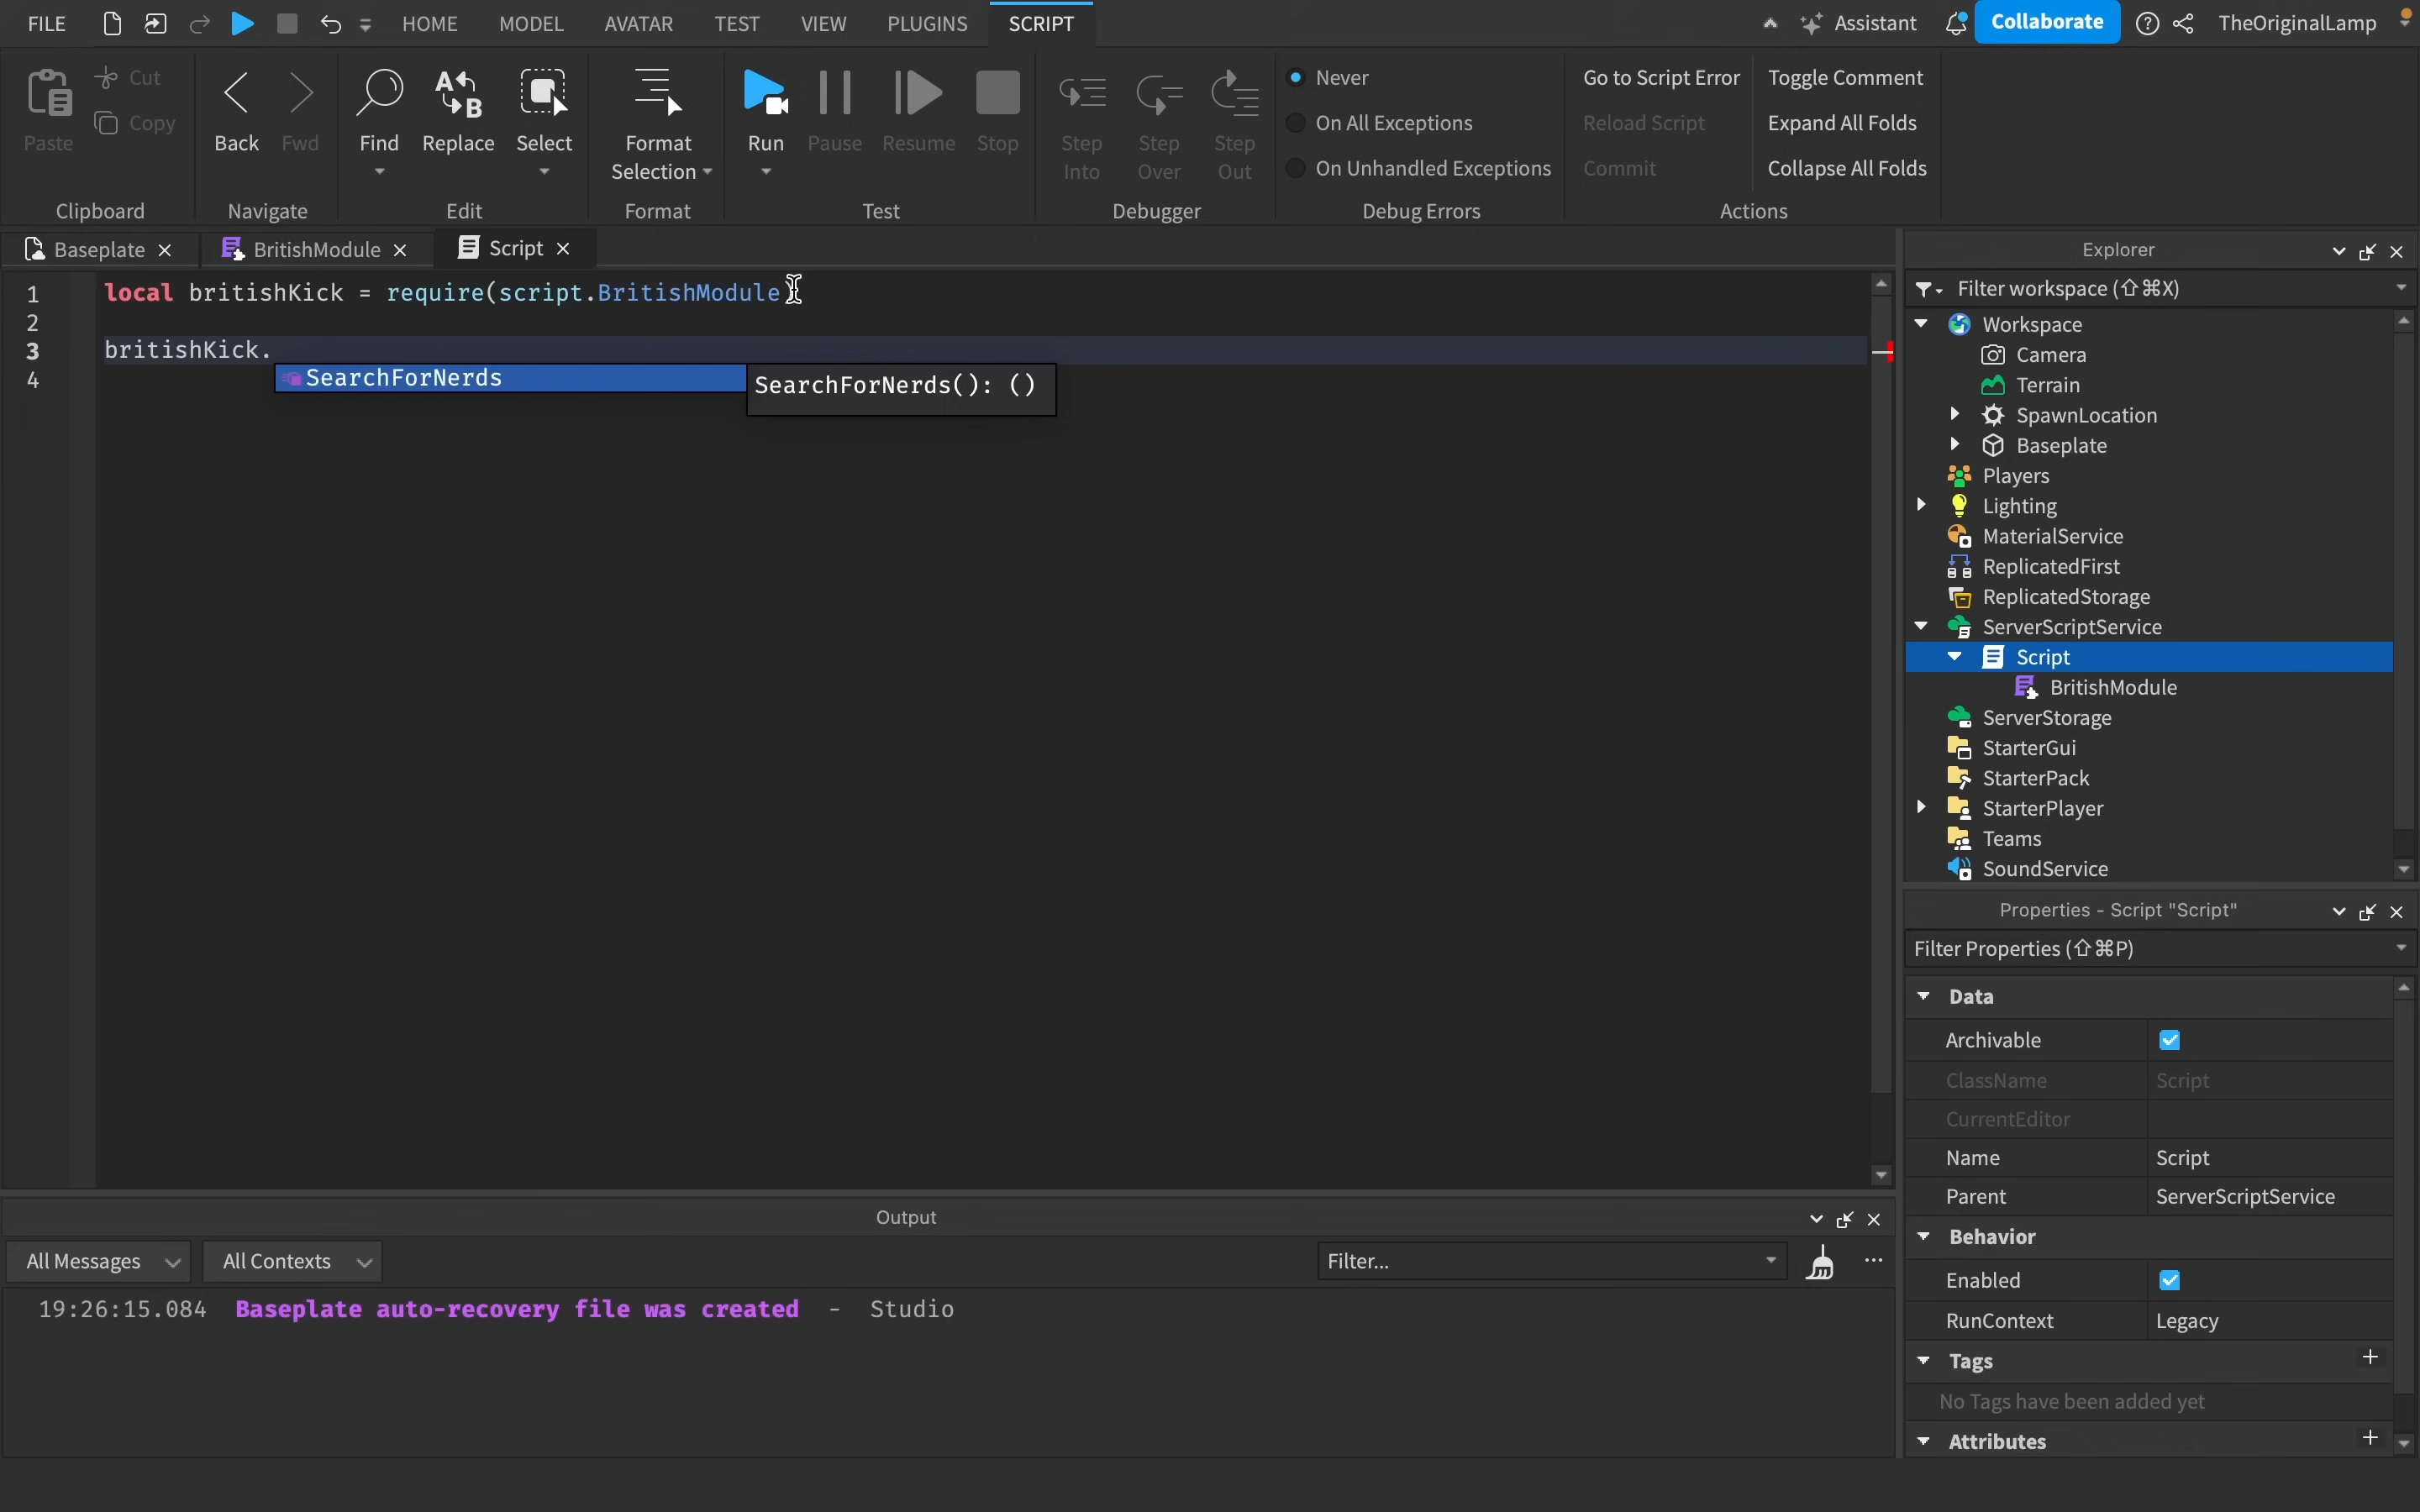 FILE HOME MODEL AVATAR TEST VIEW PLUGINS SCRIPT Assistant Collaborate TheOriginalLamp
Paste Cut Copy
Clipboard
Back Fwd
Navigate
Find Replace Select
Edit
Format Selection
Format
Run Pause Resume Stop
Test
Step Into Step Over Step Out
Debugger
Never
On All Exceptions
On Unhandled Exceptions
Debug Errors
Go to Script Error Toggle Comment
Reload Script Expand All Folds
Commit Collapse All Folds
Actions
Baseplate BritishModule Script
1 local britishKick = require(script.BritishModule)
2
3 britishKick.
4
SearchForNerds SearchForNerds(): ()
Explorer
Filter workspace (⇧⌘X)
Workspace
Camera
Terrain
SpawnLocation
Baseplate
Players
Lighting
MaterialService
ReplicatedFirst
ReplicatedStorage
ServerScriptService
Script
BritishModule
ServerStorage
StarterGui
StarterPack
StarterPlayer
Teams
SoundService
Properties - Script "Script"
Filter Properties (⇧⌘P)
Data
Archivable
ClassName Script
CurrentEditor
Name Script
Parent ServerScriptService
Behavior
Enabled
RunContext Legacy
Tags +
No Tags have been added yet
Attributes +
Output
All Messages All Contexts Filter... ...
19:26:15.084 Baseplate auto-recovery file was created - Studio